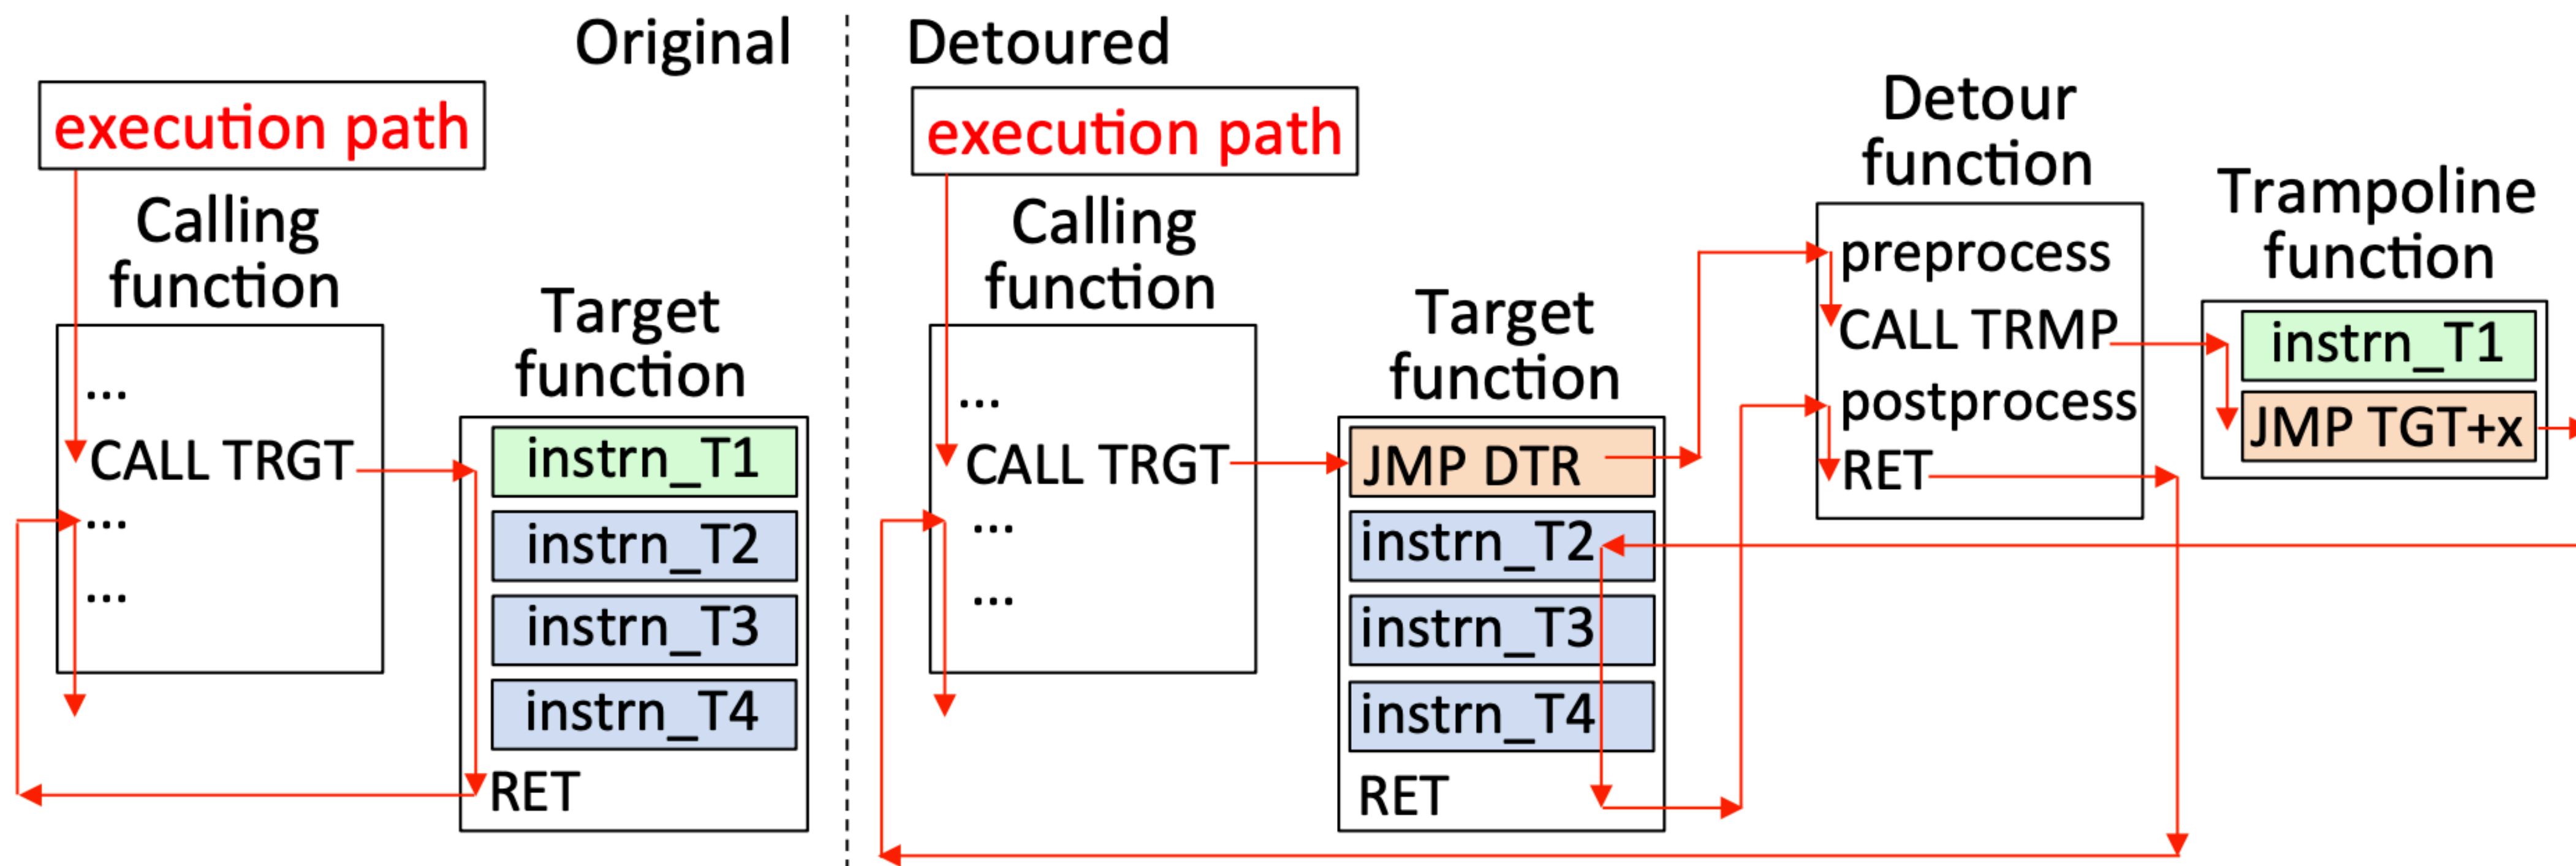 Original
execution path
Calling
function
...
CALL TRGT
...
...
Target
function
instrn_T1
instrn_T2
instrn_T3
instrn_T4
RET
Detoured
execution path
Calling
function
...
CALL TRGT
...
...
Target
function
JMP DTR
instrn_T2
instrn_T3
instrn_T4
RET
Detour
function
preprocess
CALL TRMP
postprocess
RET
Trampoline
function
instrn_T1
JMP TGT+x